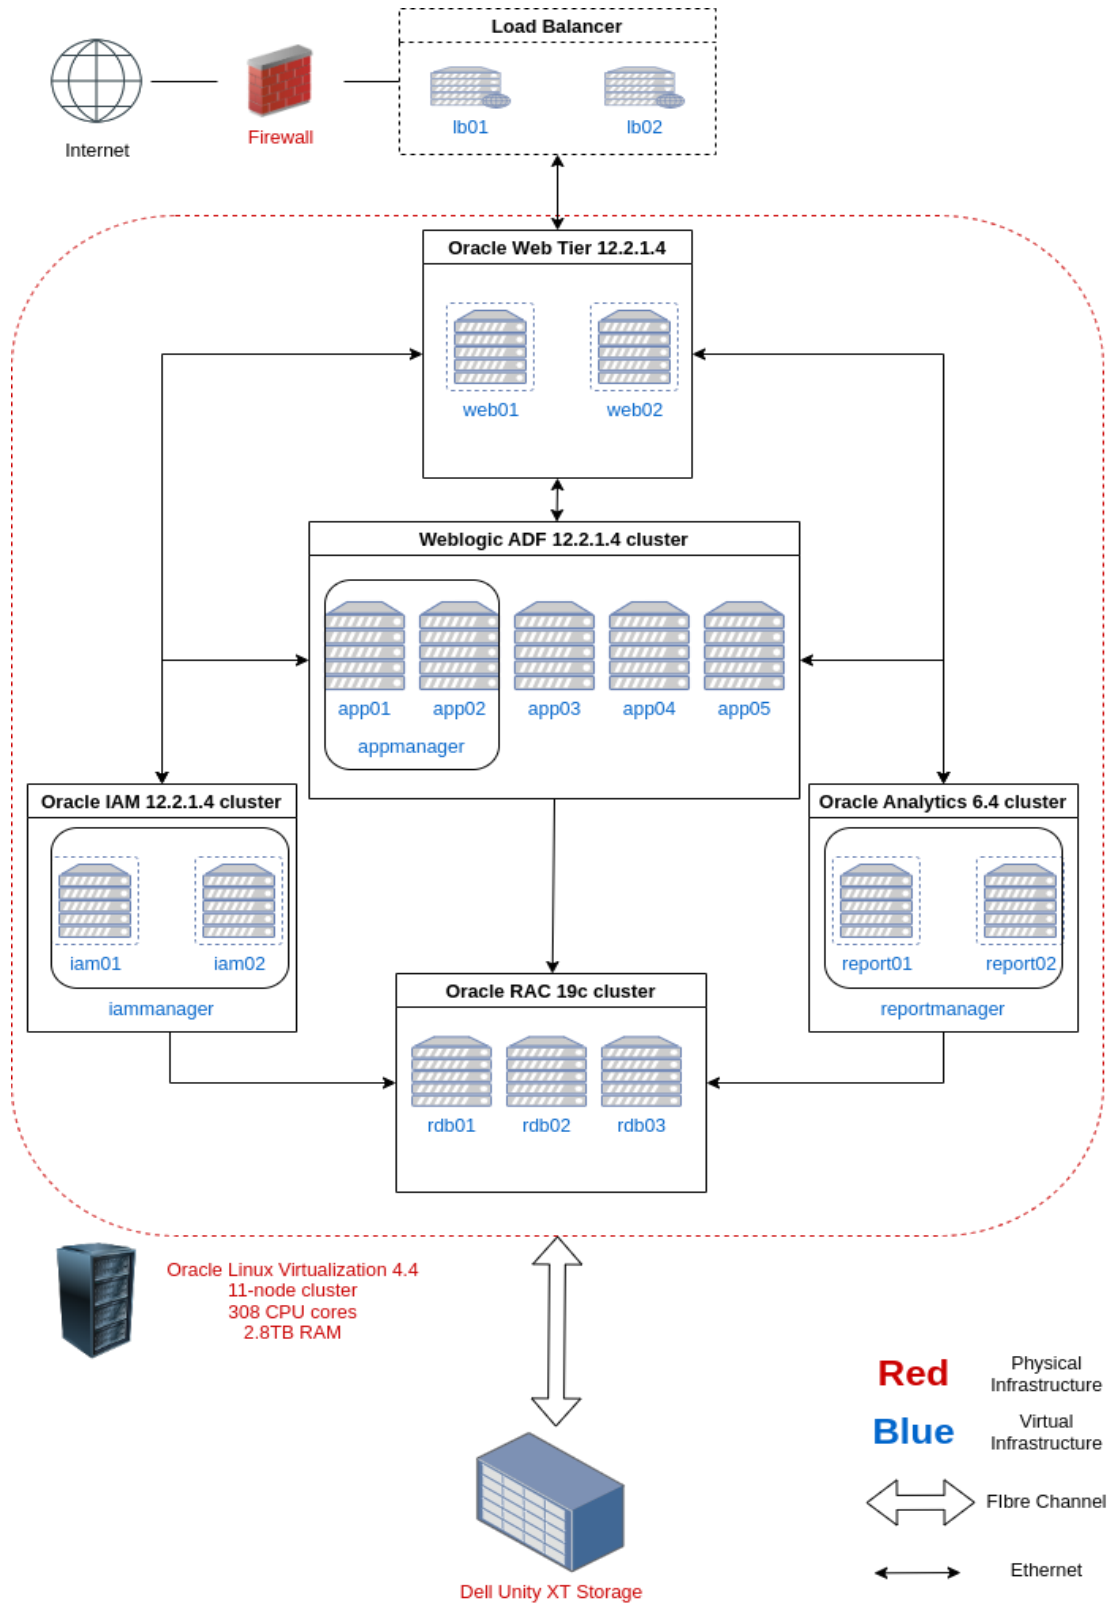 Load Balancer
lb01
lb02
Internet
Firewall
Oracle Web Tier 12.2.1.4
web01
web02
Weblogic ADF 12.2.1.4 cluster
app01
app02
app03
app04
app05
appmanager
Oracle IAM 12.2.1.4 cluster
iam01
iam02
iammanager
Oracle Analytics 6.4 cluster
report01
report02
reportmanager
Oracle RAC 19c cluster
rdb01
rdb02
rdb03
Oracle Linux Virtualization 4.4
11-node cluster
308 CPU cores
2.8TB RAM
Red
Physical
Infrastructure
Blue
Virtual
Infrastructure
FIbre Channel
Ethernet
Dell Unity XT Storage